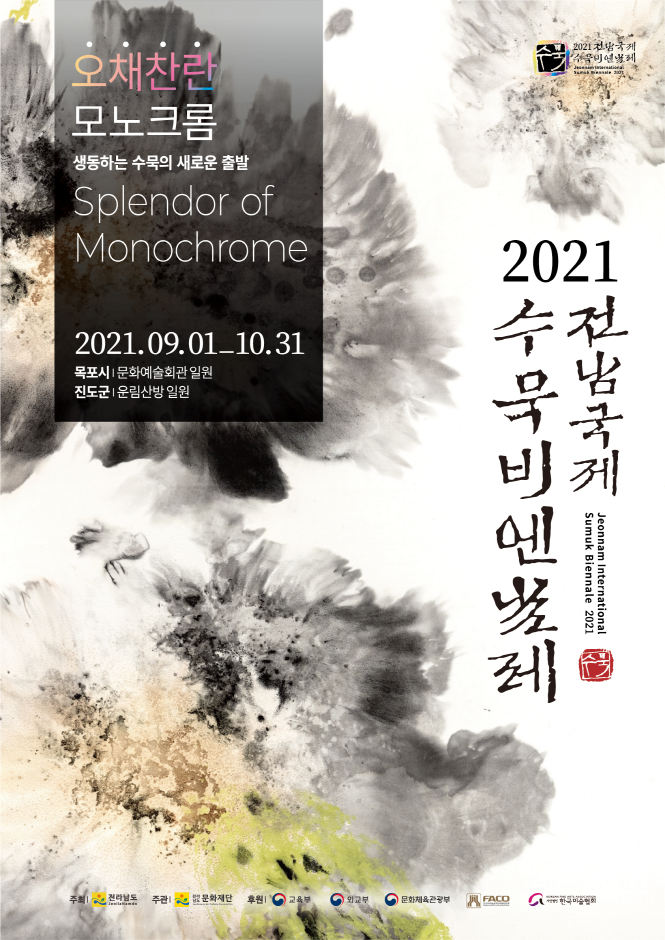 오채찬란
모노크롬
생동하는 수묵의 새로운 출발
Splendor of
Monochrome
2021.09.01_10.31
목포시 | 문화예술회관 일원
진도군 | 운림산방 일원
수묵
2021 전남국제
수묵비엔날레
Jeonnam International
Sumuk Biennale 2021
2021
전남국제
수묵비엔날레
Jeonnam International
Sumuk Biennale 2021
수묵
주최 | 전라남도 주관 | 문화재단 후원 | 교육부 외교부 문화체육관광부 FACO 한국미술협회